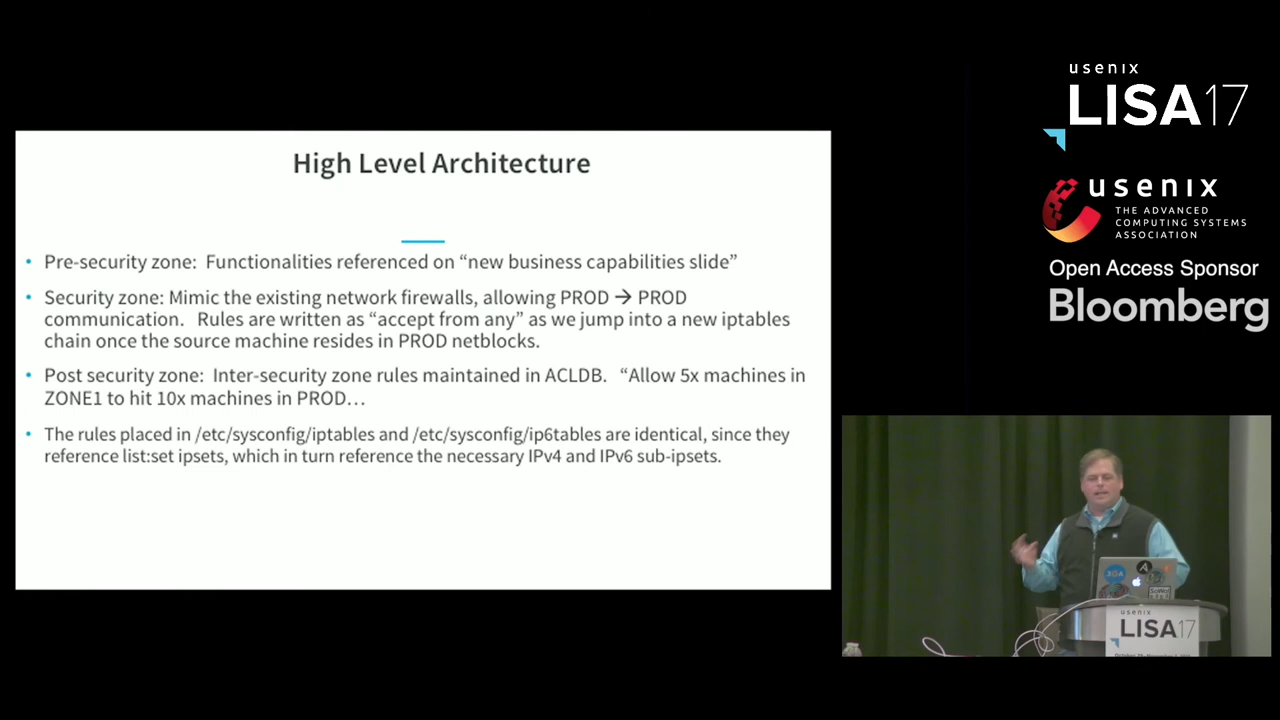 High Level Architecture
• Pre-security zone: Functionalities referenced on “new business capabilities slide”
• Security zone: Mimic the existing network firewalls, allowing PROD → PROD
communication. Rules are written as “accept from any” as we jump into a new iptables
chain once the source machine resides in PROD netblocks.
• Post security zone: Inter-security zone rules maintained in ACLDB. “Allow 5x machines in
ZONE1 to hit 10x machines in PROD…
• The rules placed in /etc/sysconfig/iptables and /etc/sysconfig/ip6tables are identical, since they
reference list:set ipsets, which in turn reference the necessary IPv4 and IPv6 sub-ipsets.
usenix
LISA17
usenix
THE ADVANCED
COMPUTING SYSTEMS
ASSOCIATION
Open Access Sponsor
Bloomberg
usenix
LISA17